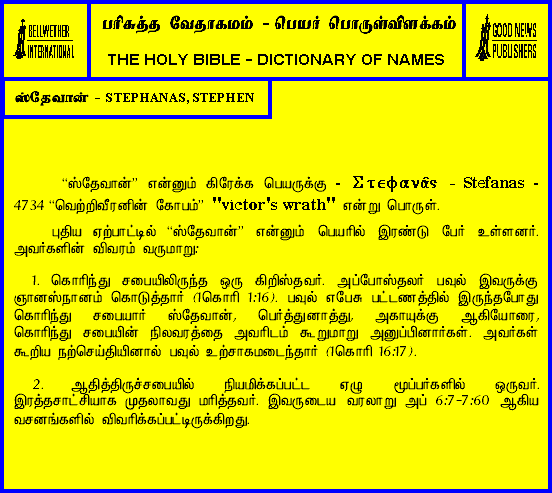 BELLWETHER
INTERNATIONAL
பரிசுத்த வேதாகமம் - பெயர் பொருள்விளக்கம்
THE HOLY BIBLE - DICTIONARY OF NAMES
GOOD NEWS
PUBLISHERS
ஸ்தேவான் - STEPHANAS, STEPHEN
“ஸ்தேவான்” என்னும் கிரேக்க பெயருக்கு - Στεφανᾶς - Stefanas -
4734 “வெற்றிவீரனின் கோபம்” "victor's wrath" என்று பொருள்.
புதிய ஏற்பாட்டில் “ஸ்தேவான்” என்னும் பெயரில் இரண்டு பேர் உள்ளனர்.
அவர்களின் விவரம் வருமாறு:
1. கொரிந்து சபையிலிருந்த ஒரு கிறிஸ்தவர். அப்போஸ்தலர் பவுல் இவருக்கு
ஞானஸ்நானம் கொடுத்தார் (1கொரி 1:16). பவுல் எபேசு பட்டணத்தில் இருந்தபோது
கொரிந்து சபையார் ஸ்தேவான், பெர்த்துனாத்து, அகாயுக்கு ஆகியோரை,
கொரிந்து சபையின் நிலவரத்தை அவரிடம் கூறுமாறு அனுப்பினார்கள். அவர்கள்
கூறிய நற்செய்தியினால் பவுல் உற்சாகமடைந்தார் (1கொரி 16:17).
2. ஆதித்திருச்சபையில் நியமிக்கப்பட்ட ஏழு மூப்பர்களில் ஒருவர்.
இரத்தசாட்சியாக முதலாவது மரித்தவர். இவருடைய வரலாறு அப் 6:7-7:60 ஆகிய
வசனங்களில் விவரிக்கப்பட்டிருக்கிறது.